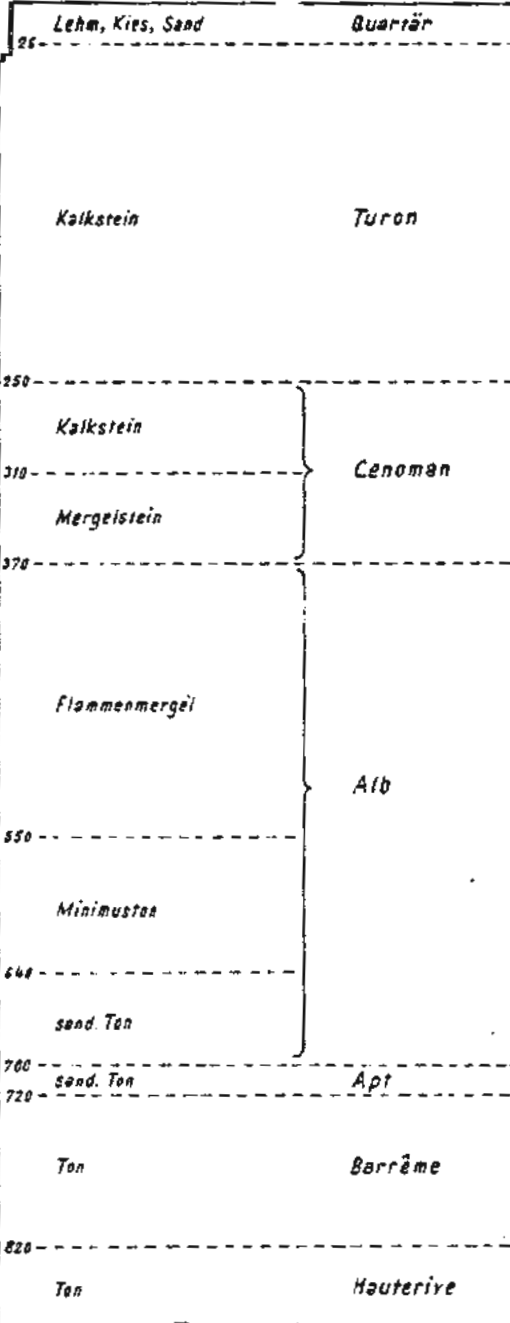 Lehm, Kies, Sand Quartär
26
Kalkstein Turon
250
Kalkstein
310 Cenoman
Mergelstein
370
Flammenmergel
Alb
550
Minimuston
640
sand. Ton
700
sand. Ton Apt
720
Ton Barrême
820
Ton Hauterive